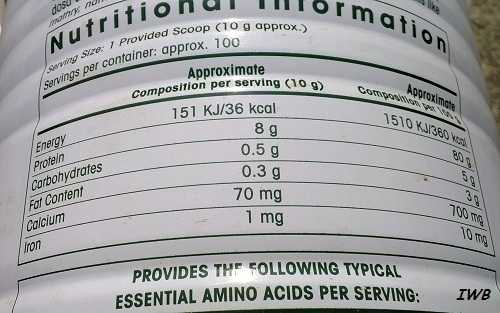 Nutritional Information
Serving Size: 1 Provided Scoop (10 g approx.)
Servings per container: approx. 100
Approximate Approximate
Composition per serving (10 g) Composition per 100 g
Energy 151 KJ/36 kcal 1510 KJ/360 kcal
Protein 8 g 80 g
Carbohydrates 0.5 g 5 g
Fat Content 0.3 g 3 g
Calcium 70 mg 700 mg
Iron 1 mg 10 mg
PROVIDES THE FOLLOWING TYPICAL
ESSENTIAL AMINO ACIDS PER SERVING:
IWB